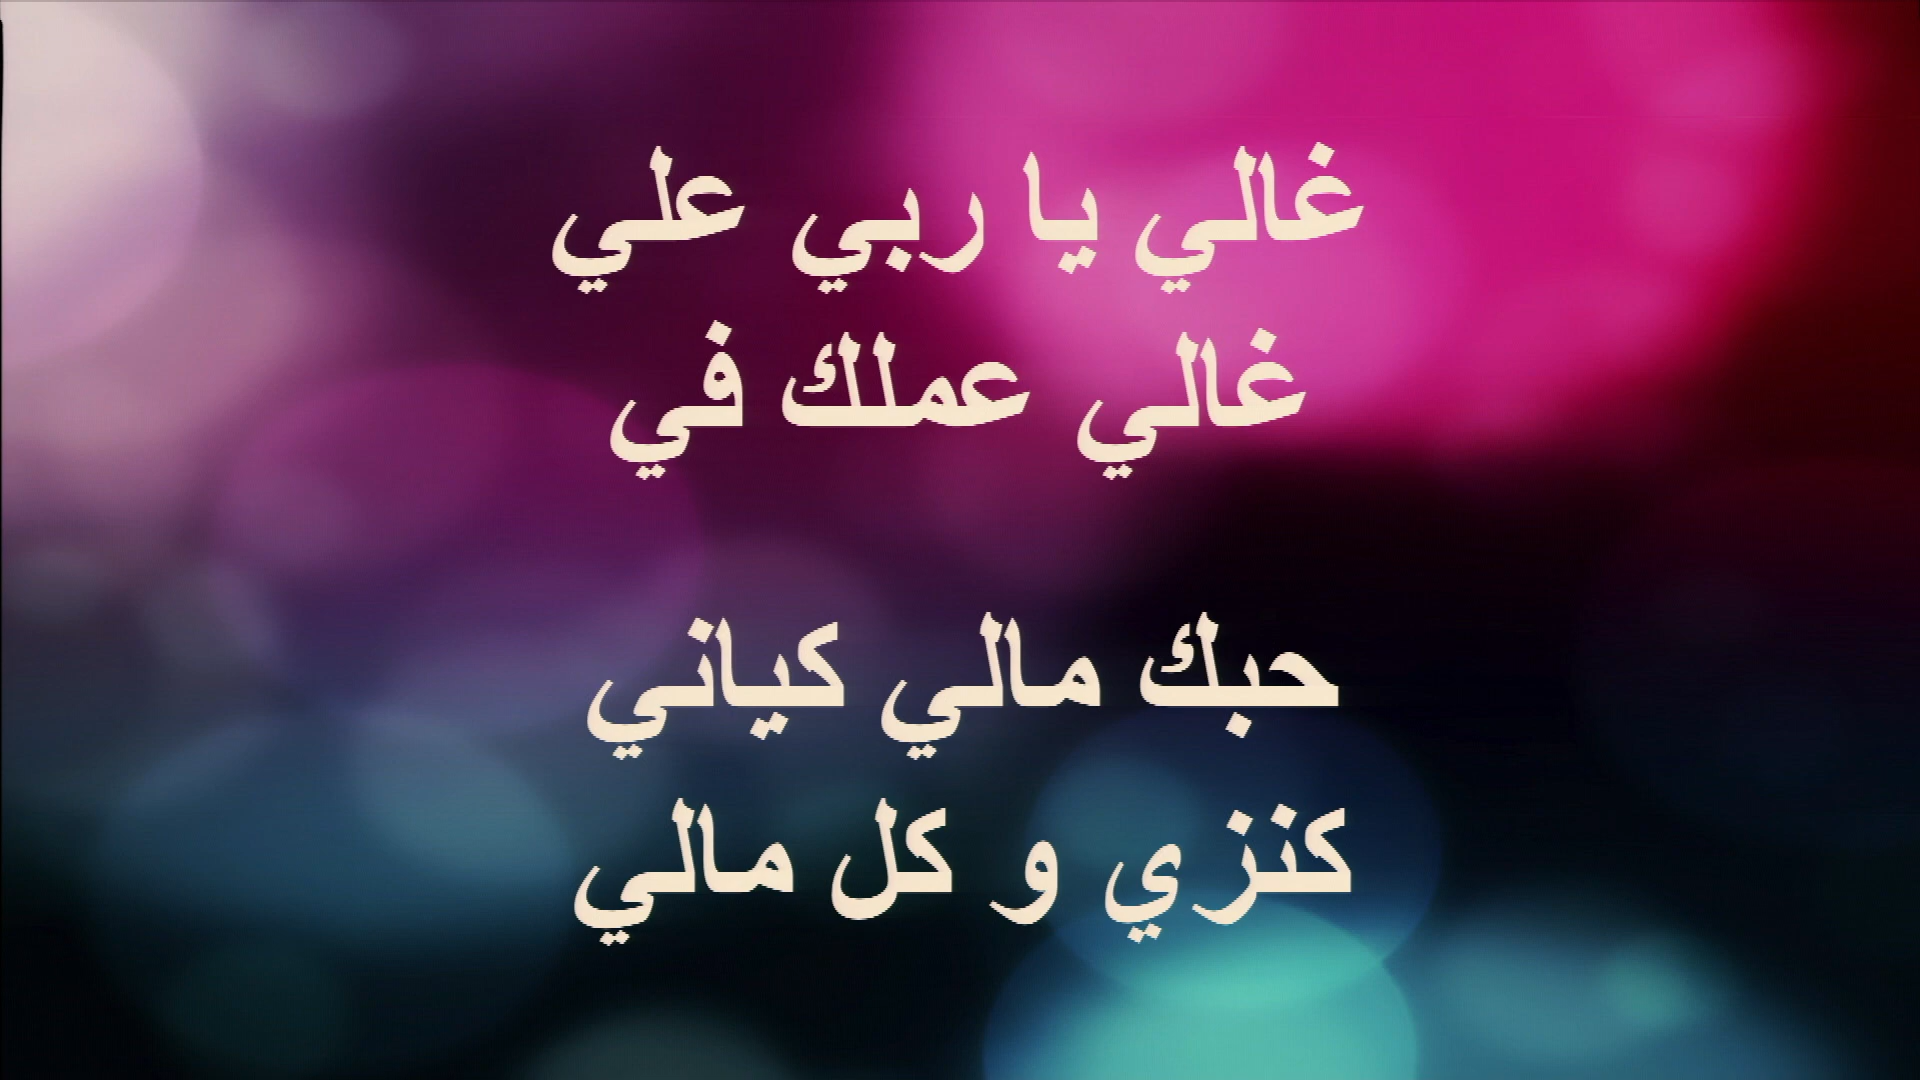 غالي يا ربي علي
غالي عملك في
حبك مالي كياني
كنزي و كل مالي